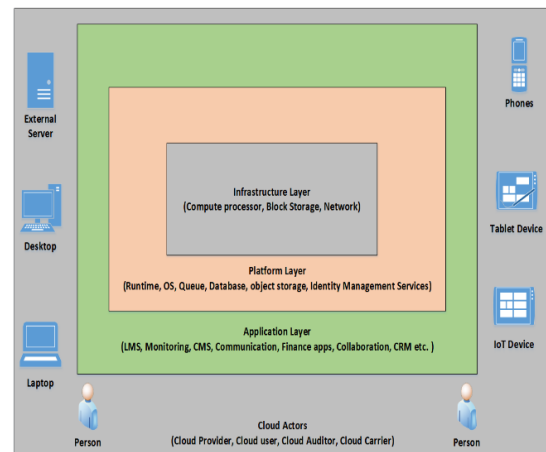 External
Server
Phones
Infrastructure Layer
(Compute processor, Block Storage, Network)
Desktop
Tablet Device
Platform Layer
(Runtime, OS, Queue, Database, object storage, Identity Management Services)
Application Layer
(LMS, Monitoring, CMS, Communication, Finance apps, Collaboration, CRM etc. )
Laptop
IoT Device
Person
Cloud Actors
(Cloud Provider, Cloud user, Cloud Auditor, Cloud Carrier)
Person